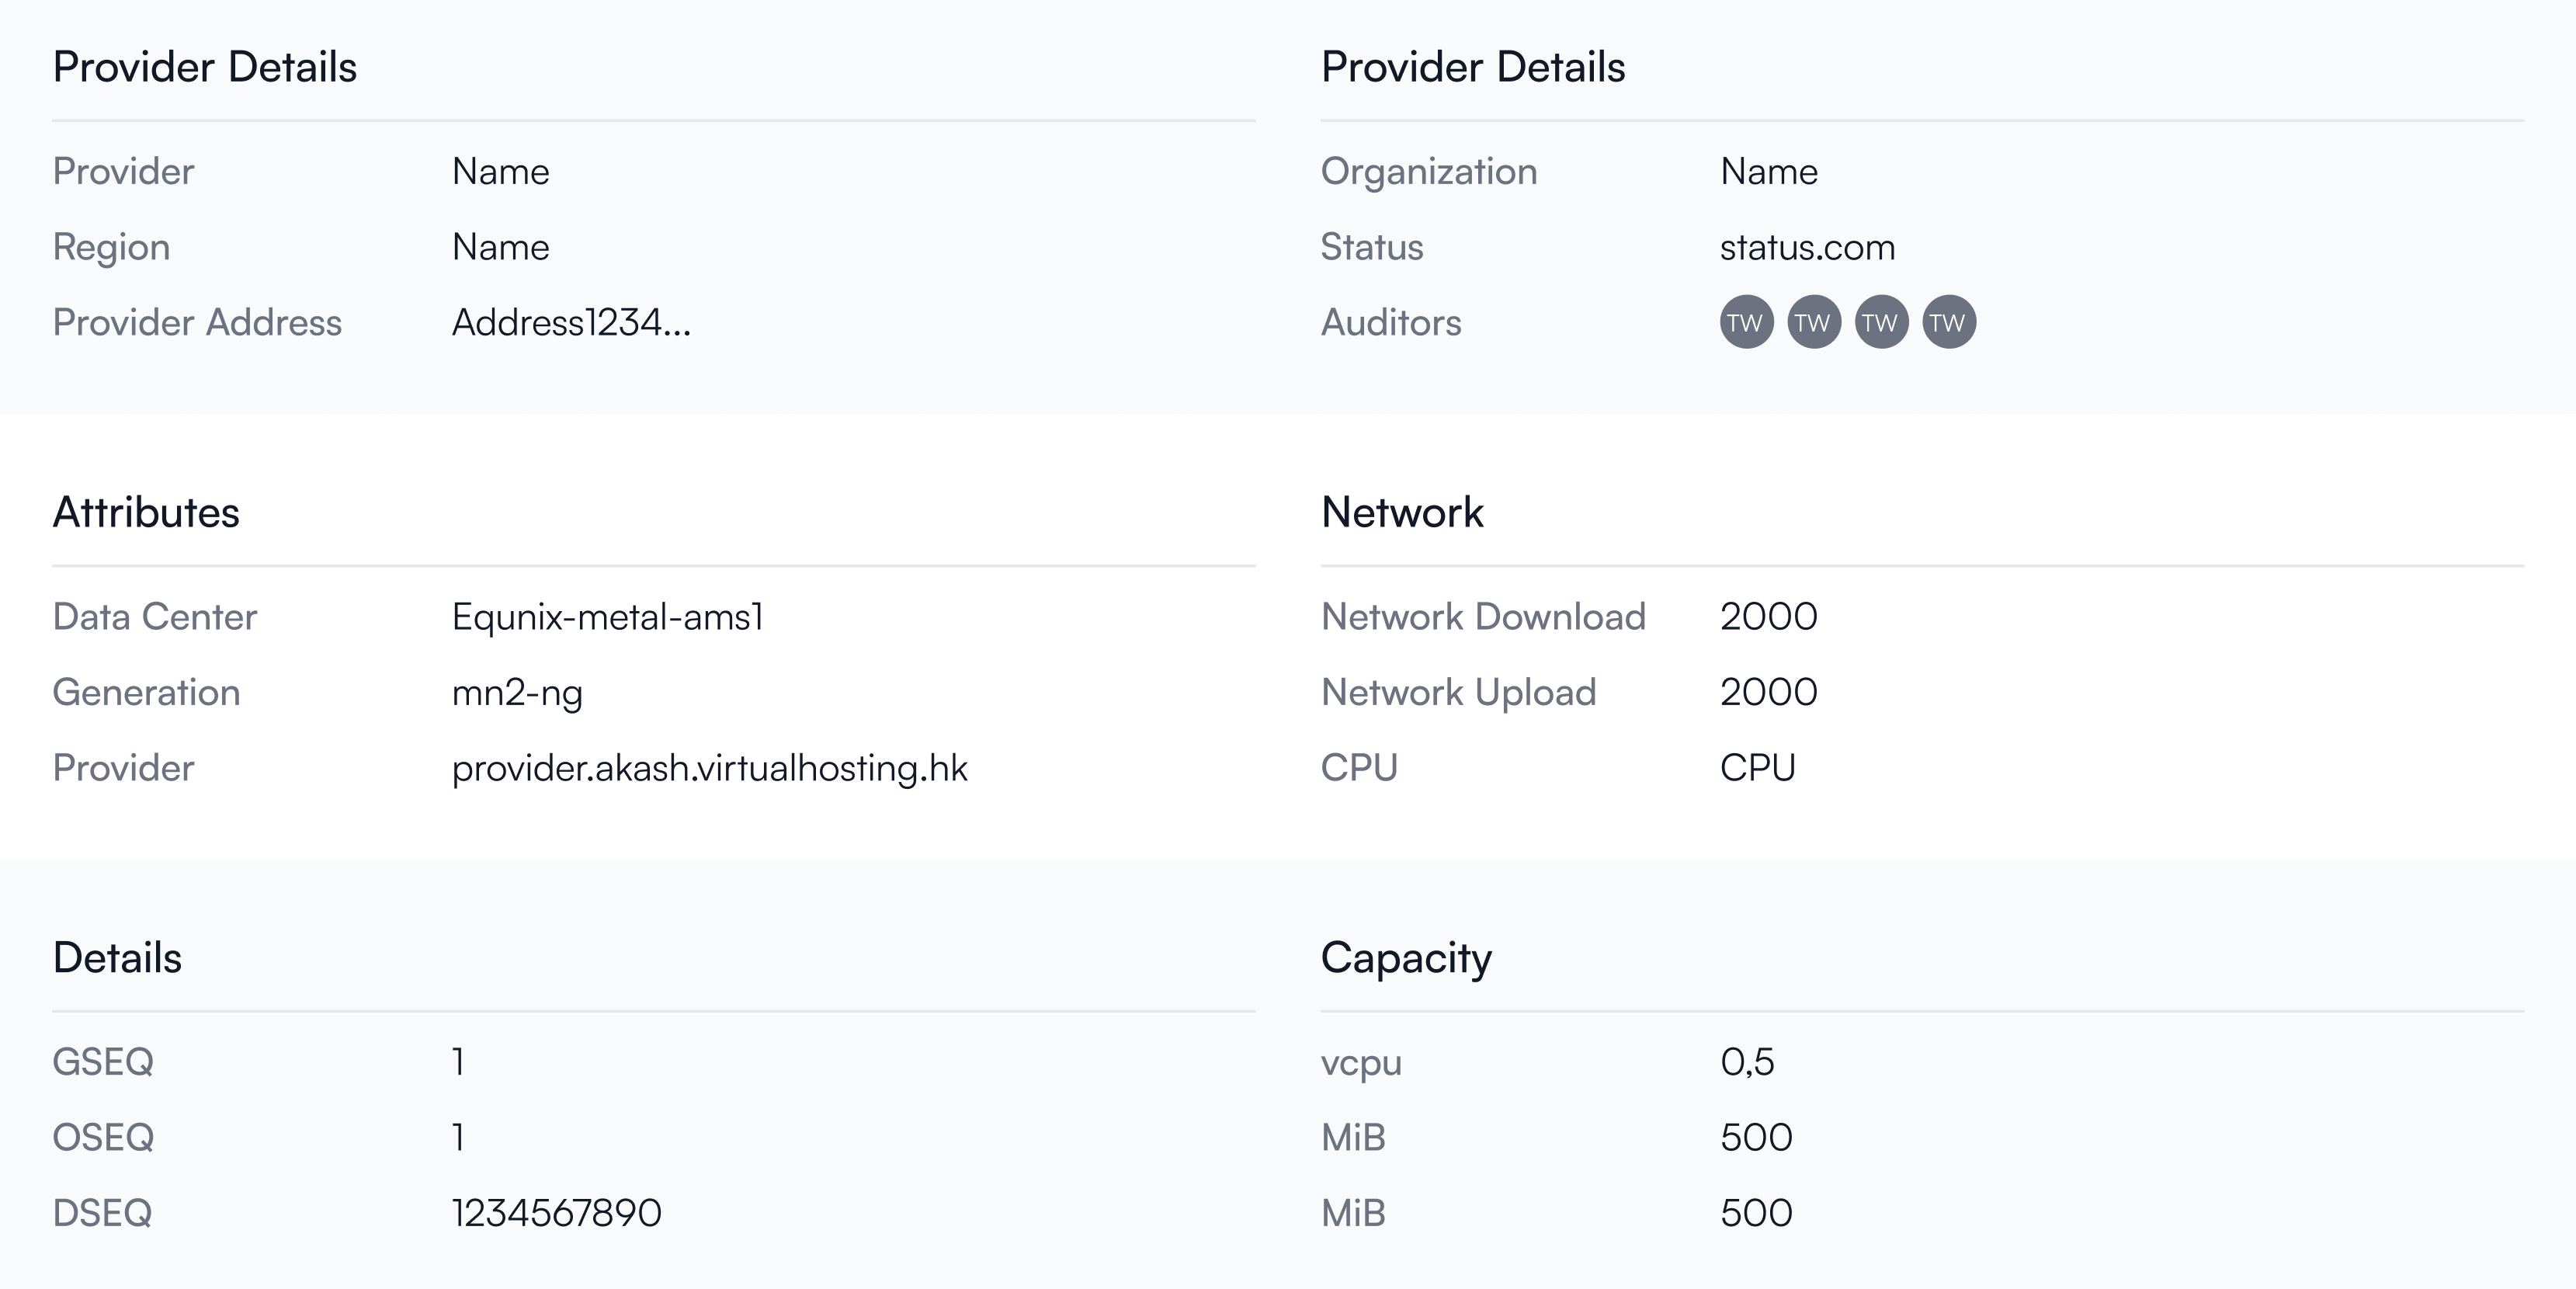 Provider Details
Provider Name
Region Name
Provider Address Address1234...
Provider Details
Organization Name
Status status.com
Auditors TW TW TW TW
Attributes
Data Center Equnix-metal-ams1
Generation mn2-ng
Provider provider.akash.virtualhosting.hk
Network
Network Download 2000
Network Upload 2000
CPU CPU
Details
GSEQ 1
OSEQ 1
DSEQ 1234567890
Capacity
vcpu 0,5
MiB 500
MiB 500